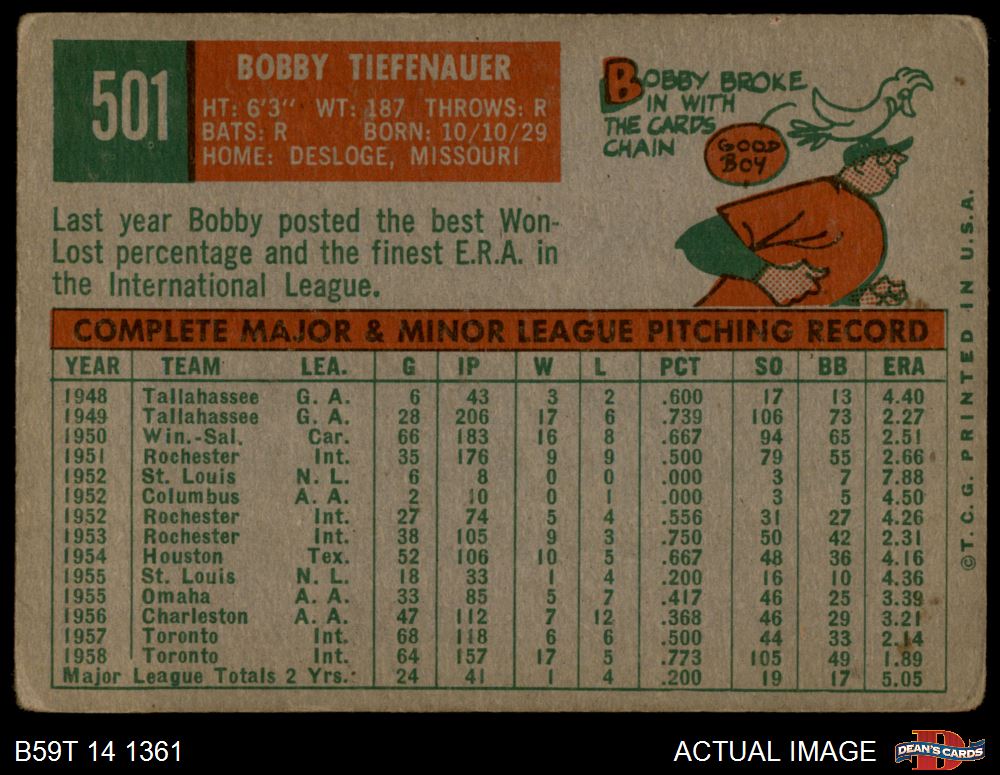 501
BOBBY TIEFENAUER
HT: 6'3" WT: 187 THROWS: R
BATS: R BORN: 10/10/29
HOME: DESLOGE, MISSOURI
BOBBY BROKE
IN WITH
THE CARDS
CHAIN
GOOD
BOY
Last year Bobby posted the best Won-
Lost percentage and the finest E.R.A. in
the International League.
COMPLETE MAJOR & MINOR LEAGUE PITCHING RECORD
YEAR TEAM LEA. G IP W L PCT SO BB ERA
1948 Tallahassee G. A. 6 43 3 2 .600 17 13 4.40
1949 Tallahassee G. A. 28 206 17 6 .739 106 73 2.27
1950 Win.-Sal. Car. 66 183 16 8 .667 94 65 2.51
1951 Rochester Int. 35 176 9 9 .500 79 55 2.66
1952 St. Louis N. L. 6 8 0 0 .000 3 7 7.88
1952 Columbus A. A. 2 10 0 1 .000 3 5 4.50
1952 Rochester Int. 27 74 5 4 .556 31 27 4.26
1953 Rochester Int. 38 105 9 3 .750 50 42 2.31
1954 Houston Tex. 52 106 10 5 .667 48 36 4.16
1955 St. Louis N. L. 18 33 1 4 .200 16 10 4.36
1955 Omaha A. A. 33 85 5 7 .417 46 25 3.39
1956 Charleston A. A. 47 112 7 12 .368 46 29 3.21
1957 Toronto Int. 68 118 6 6 .500 44 33 2.14
1958 Toronto Int. 64 157 17 5 .773 105 49 1.89
Major League Totals 2 Yrs. 24 41 1 4 .200 19 17 5.05
©T.C.G. PRINTED IN U.S.A.
B59T 14 1361
ACTUAL IMAGE
D
DEAN'S CARDS